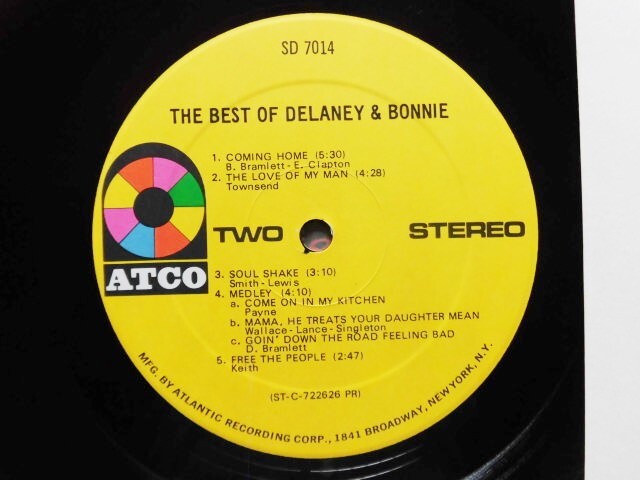 SD 7014
THE BEST OF DELANEY & BONNIE
1. COMING HOME (5:30)
B. Bramlett - E. Clapton
2. THE LOVE OF MY MAN (4:28)
Townsend
ATCO
TWO
STEREO
3. SOUL SHAKE (3:10)
Smith - Lewis
4. MEDLEY (4:10)
a. COME ON IN MY KITCHEN
Payne
b. MAMA, HE TREATS YOUR DAUGHTER MEAN
Wallace - Lance - Singleton
c. GOIN' DOWN THE ROAD FEELING BAD
D. Bramlett
5. FREE THE PEOPLE (2:47)
Keith
(ST-C-722626 PR)
MFG. BY ATLANTIC RECORDING CORP., 1841 BROADWAY, NEW YORK, N.Y.